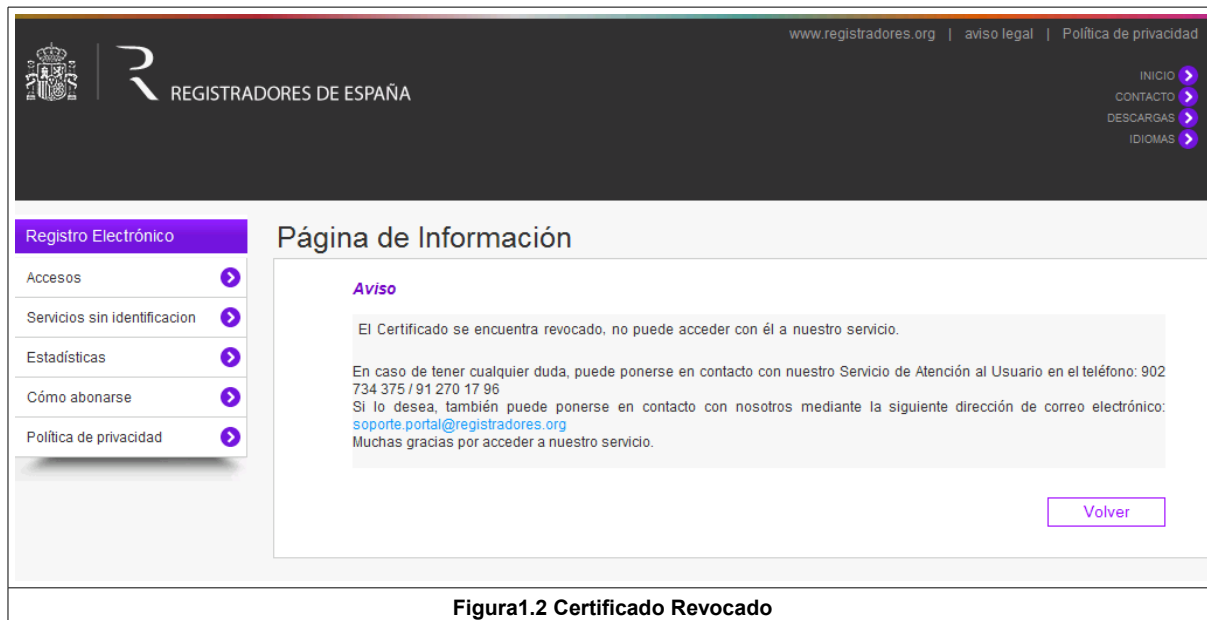 www.registradores.org | aviso legal | Política de privacidad
REGISTRADORES DE ESPAÑA
INICIO
CONTACTO
DESCARGAS
IDIOMAS
Registro Electrónico
Accesos
Servicios sin identificacion
Estadísticas
Cómo abonarse
Política de privacidad
Página de Información
Aviso
El Certificado se encuentra revocado, no puede acceder con él a nuestro servicio.
En caso de tener cualquier duda, puede ponerse en contacto con nuestro Servicio de Atención al Usuario en el teléfono: 902
734 375 / 91 270 17 96
Si lo desea, también puede ponerse en contacto con nosotros mediante la siguiente dirección de correo electrónico:
soporte.portal@registradores.org
Muchas gracias por acceder a nuestro servicio.
Volver
Figura1.2 Certificado Revocado